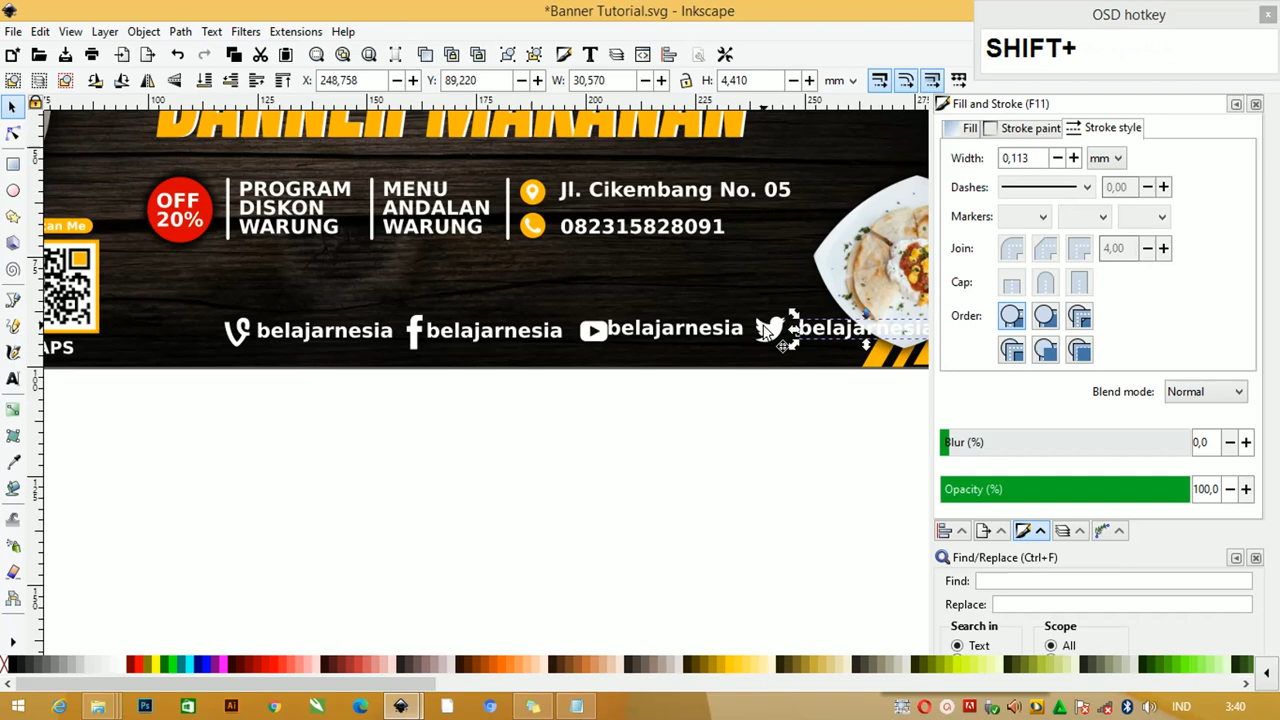 *Banner Tutorial.svg - Inkscape
OSD hotkey
x
SHIFT+
File Edit View Layer Object Path Text Filters Extensions Help
X: 248,758 Y: 89,220 W: 30,570 H: 4,410 mm
Fill and Stroke (F11)
Fill Stroke paint Stroke style
Width: 0,113 mm
Dashes: 0,00
Markers:
Join: 4,00
Cap:
Order:
Blend mode: Normal
Blur (%) 0,0
Opacity (%) 100,0
Find/Replace (Ctrl+F)
Find:
Replace:
Search in Scope
Text All
100 125 150 175 200 225 250
BANNER MAKANAN
OFF
20%
PROGRAM
DISKON
WARUNG
MENU
ANDALAN
WARUNG
Jl. Cikembang No. 05
082315828091
an Me
APS
belajarnesia belajarnesia belajarnesia belajarnesia
IND 3:40